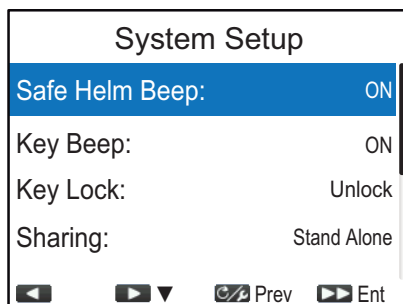 System Setup
Safe Helm Beep: ON
Key Beep: ON
Key Lock: Unlock
Sharing: Stand Alone
Prev Ent